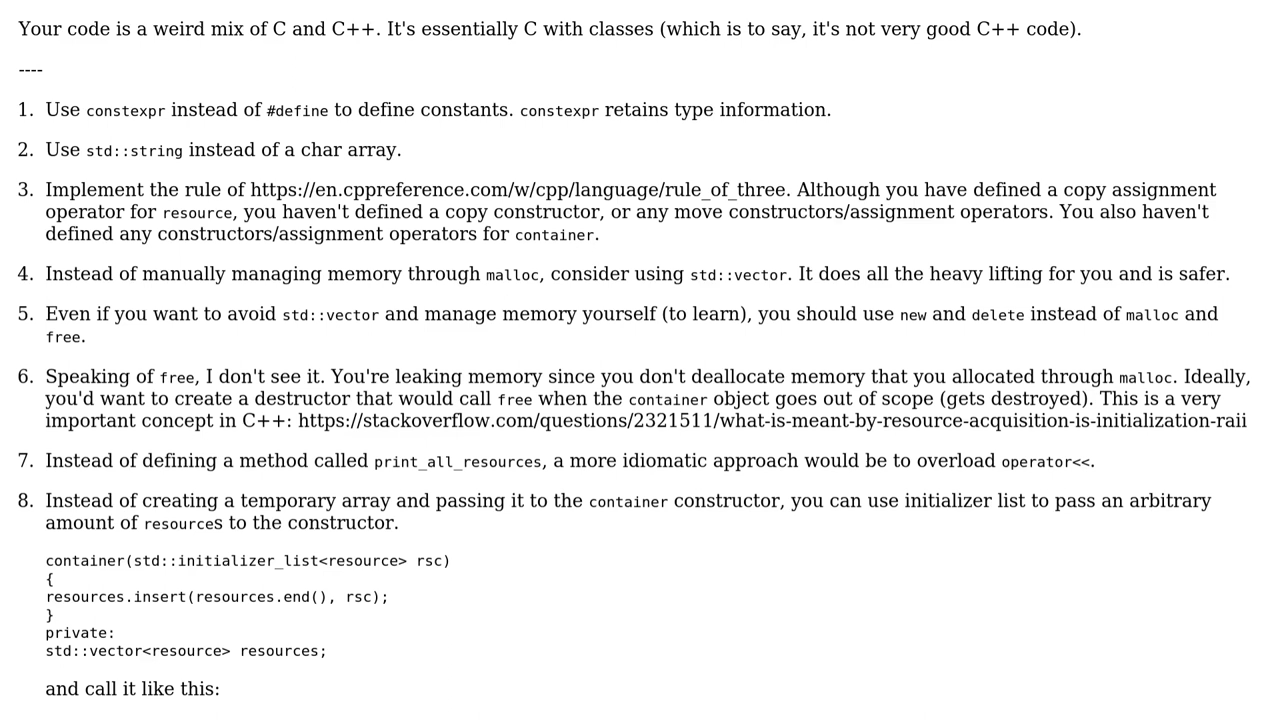 Your code is a weird mix of C and C++. It's essentially C with classes (which is to say, it's not very good C++ code).
----
1. Use constexpr instead of #define to define constants. constexpr retains type information.
2. Use std::string instead of a char array.
3. Implement the rule of https://en.cppreference.com/w/cpp/language/rule_of_three. Although you have defined a copy assignment
operator for resource, you haven't defined a copy constructor, or any move constructors/assignment operators. You also haven't
defined any constructors/assignment operators for container.
4. Instead of manually managing memory through malloc, consider using std::vector. It does all the heavy lifting for you and is safer.
5. Even if you want to avoid std::vector and manage memory yourself (to learn), you should use new and delete instead of malloc and
free.
6. Speaking of free, I don't see it. You're leaking memory since you don't deallocate memory that you allocated through malloc. Ideally,
you'd want to create a destructor that would call free when the container object goes out of scope (gets destroyed). This is a very
important concept in C++: https://stackoverflow.com/questions/2321511/what-is-meant-by-resource-acquisition-is-initialization-raii
7. Instead of defining a method called print_all_resources, a more idiomatic approach would be to overload operator<<.
8. Instead of creating a temporary array and passing it to the container constructor, you can use initializer list to pass an arbitrary
amount of resources to the constructor.
container(std::initializer_list<resource> rsc)
{
resources.insert(resources.end(), rsc);
}
private:
std::vector<resource> resources;
and call it like this: